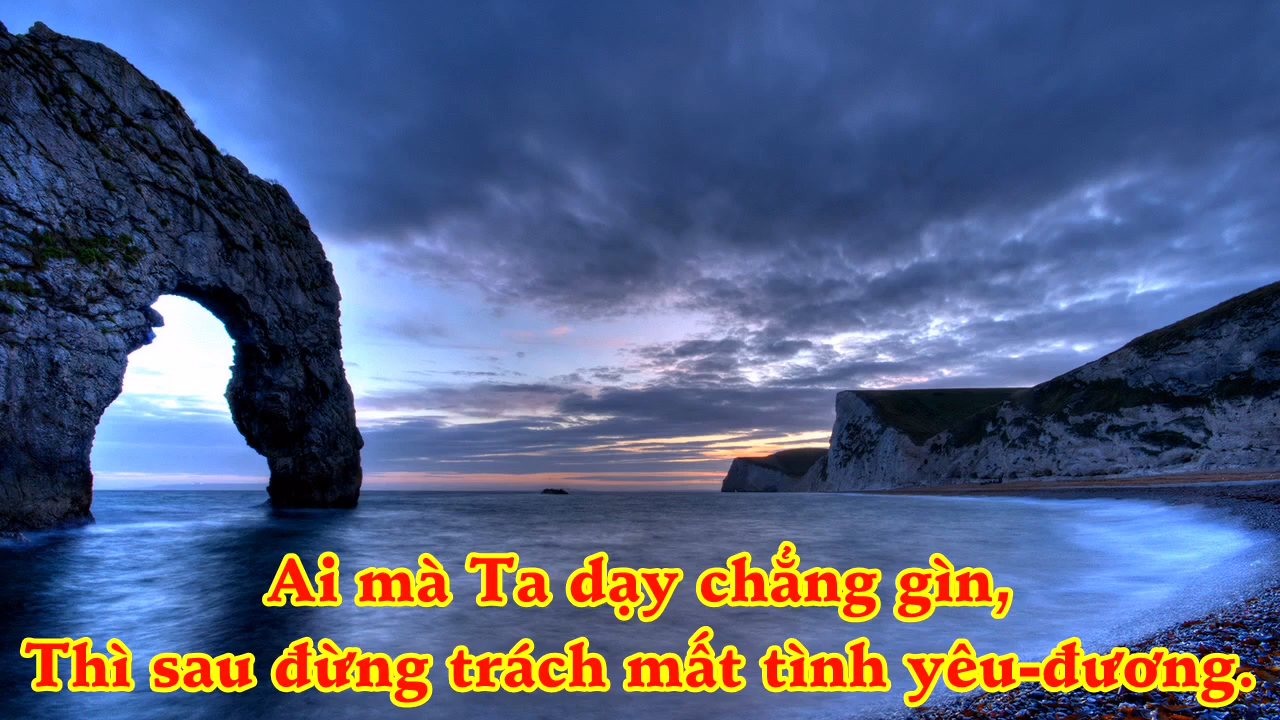 Ai mà Ta dạy chẳng gìn,
Thì sau đừng trách mất tình yêu-đương.